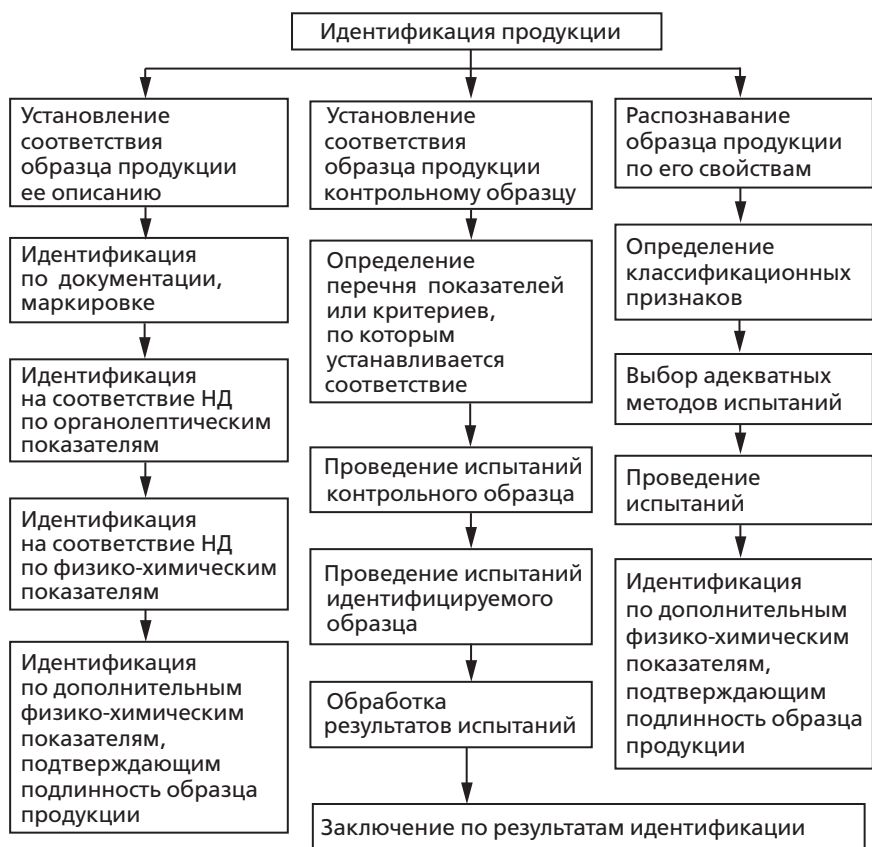 Идентификация продукции
Установление
соответствия
образца продукции
ее описанию
Идентификация
по документации,
маркировке
Идентификация
на соответствие НД
по органолептическим
показателям
Идентификация
на соответствие НД
по физико-химическим
показателям
Идентификация
по дополнительным
физико-химическим
показателям,
подтверждающим
подлинность образца
продукции
Установление
соответствия
образца продукции
контрольному образцу
Определение
перечня показателей
или критериев,
по которым
устанавливается
соответствие
Проведение испытаний
контрольного образца
Проведение испытаний
идентифицируемого
образца
Обработка
результатов испытаний
Распознавание
образца продукции
по его свойствам
Определение
классификационных
признаков
Выбор адекватных
методов испытаний
Проведение
испытаний
Идентификация
по дополнительным
физико-химическим
показателям,
подтверждающим
подлинность образца
продукции
Заключение по результатам идентификации